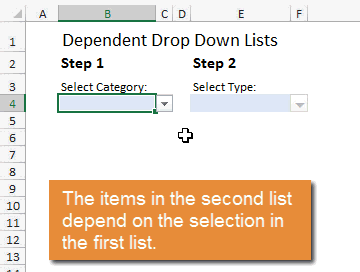 A B C D E F
1 Dependent Drop Down Lists
2 Step 1 Step 2
3 Select Category: Select Type:
4
5
6
7
8
9 The items in the second list
10 depend on the selection in
11 the first list.
12
13
14